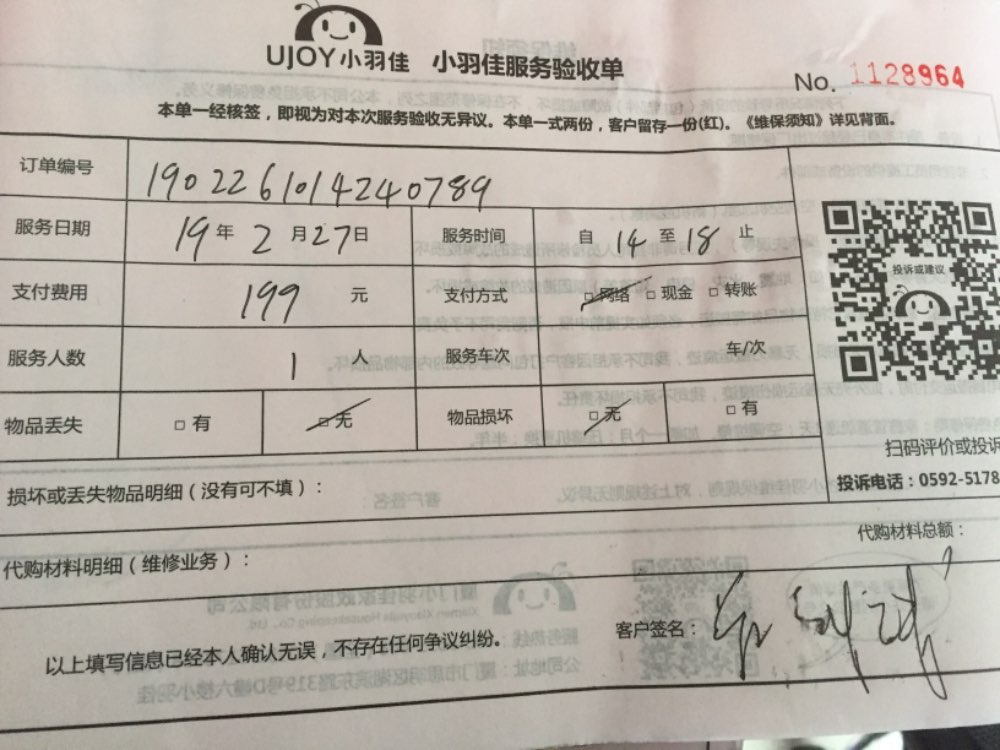 UJOY小羽佳 小羽佳服务验收单
No. 1128964
本单一经核签，即视为对本次服务验收无异议。本单一式两份，客户留存一份(红)。《维保须知》详见背面。
订单编号 1902261014240789
服务日期 19年2月27日 服务时间 自14至18止
支付费用 199元 支付方式 □网络 □现金 □转账
服务人数 1人 服务车次 车/次
物品丢失 □有 □无 物品损坏 □无 □有
投诉或建议
扫码评价或投诉
投诉电话：0592-5178
损坏或丢失物品明细（没有可不填）：
代购材料明细（维修业务）： 代购材料总额：
以上填写信息已经本人确认无误，不存在任何争议纠纷。 客户签名：